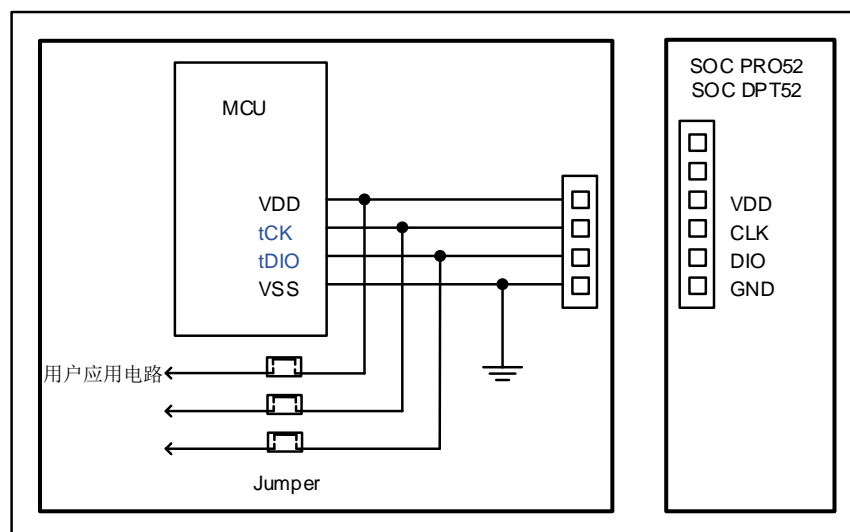 MCU
VDD
tCK
tDIO
VSS
用户应用电路
Jumper
SOC PRO52
SOC DPT52
VDD
CLK
DIO
GND